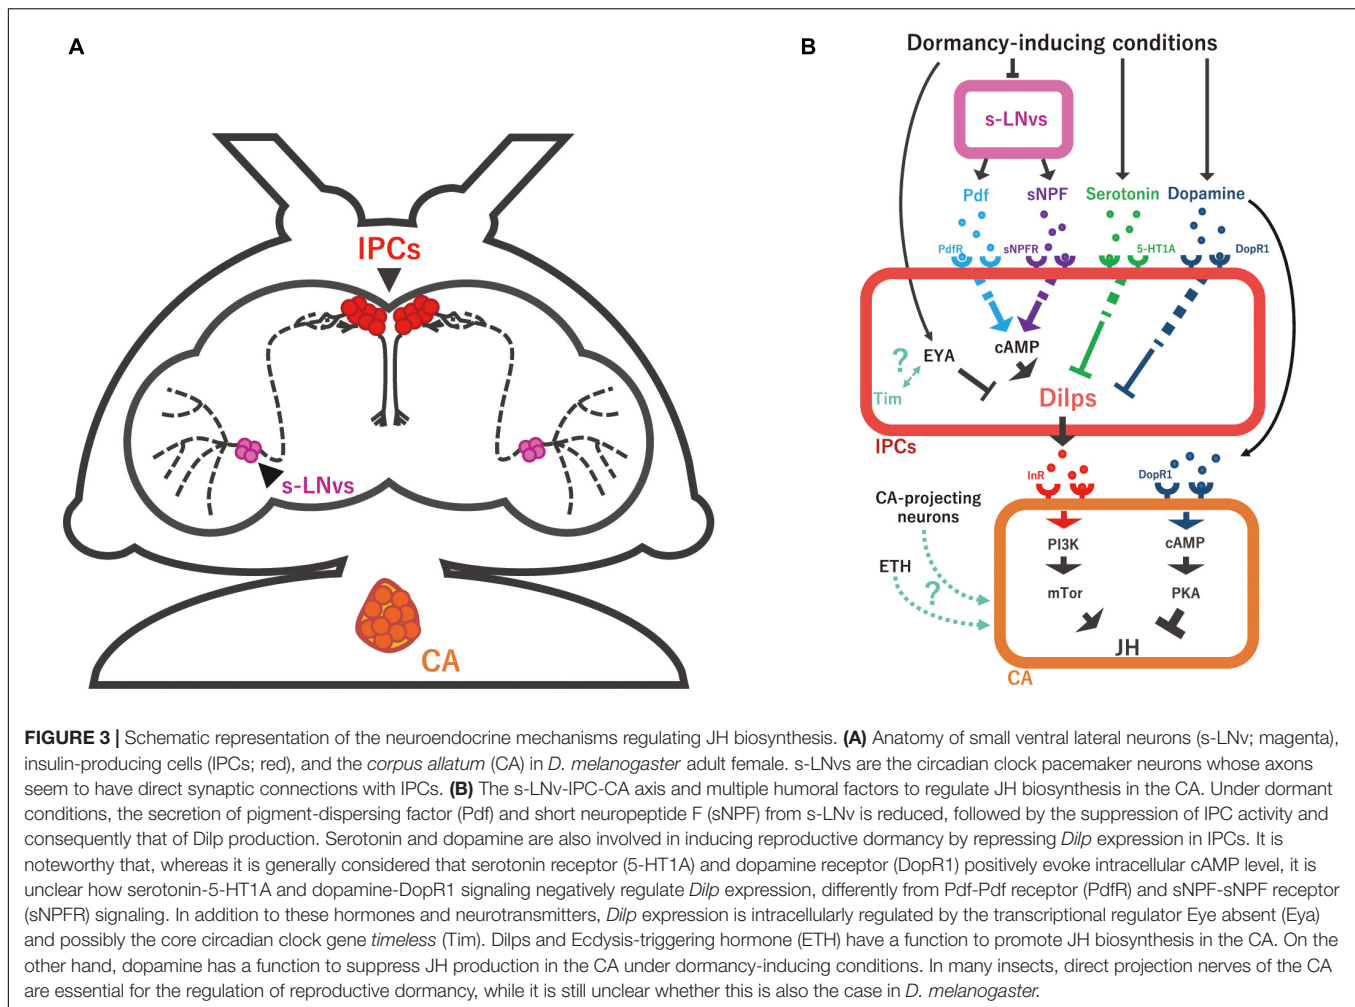 A
IPCs
s-LNvs
CA
B
Dormancy-inducing conditions
s-LNvs
Pdf
sNPF
Serotonin
Dopamine
PdfR
sNPFR
5-HT1A
DopR1
?
EYA
cAMP
Tim
Dilps
IPCs
InR
DopR1
CA-projecting
neurons
ETH
?
PI3K
cAMP
mTor
PKA
JH
CA
FIGURE 3 | Schematic representation of the neuroendocrine mechanisms regulating JH biosynthesis. (A) Anatomy of small ventral lateral neurons (s-LNv; magenta),
insulin-producing cells (IPCs; red), and the corpus allatum (CA) in D. melanogaster adult female. s-LNvs are the circadian clock pacemaker neurons whose axons
seem to have direct synaptic connections with IPCs. (B) The s-LNv-IPC-CA axis and multiple humoral factors to regulate JH biosynthesis in the CA. Under dormant
conditions, the secretion of pigment-dispersing factor (Pdf) and short neuropeptide F (sNPF) from s-LNv is reduced, followed by the suppression of IPC activity and
consequently that of Dilp production. Serotonin and dopamine are also involved in inducing reproductive dormancy by repressing Dilp expression in IPCs. It is
noteworthy that, whereas it is generally considered that serotonin receptor (5-HT1A) and dopamine receptor (DopR1) positively evoke intracellular cAMP level, it is
unclear how serotonin-5-HT1A and dopamine-DopR1 signaling negatively regulate Dilp expression, differently from Pdf-Pdf receptor (PdfR) and sNPF-sNPF receptor
(sNPFR) signaling. In addition to these hormones and neurotransmitters, Dilp expression is intracellularly regulated by the transcriptional regulator Eye absent (Eya)
and possibly the core circadian clock gene timeless (Tim). Dilps and Ecdysis-triggering hormone (ETH) have a function to promote JH biosynthesis in the CA. On the
other hand, dopamine has a function to suppress JH production in the CA under dormancy-inducing conditions. In many insects, direct projection nerves of the CA
are essential for the regulation of reproductive dormancy, while it is still unclear whether this is also the case in D. melanogaster.